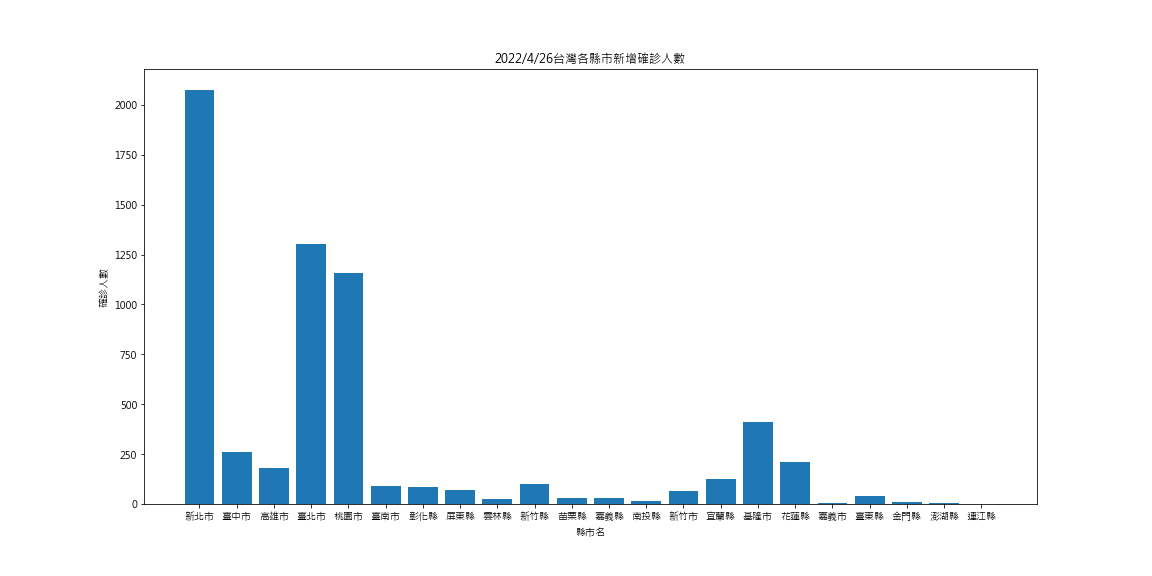 2022/4/26台灣各縣市新增確診人數
2000
1750
1500
1250
1000
750
500
250
0
確診人數
新北市 臺中市 高雄市 臺北市 桃園市 臺南市 彰化縣 屏東縣 雲林縣 新竹縣 苗栗縣 嘉義縣 南投縣 新竹市 宜蘭縣 基隆市 花蓮縣 嘉義市 臺東縣 金門縣 澎湖縣 連江縣
縣市名